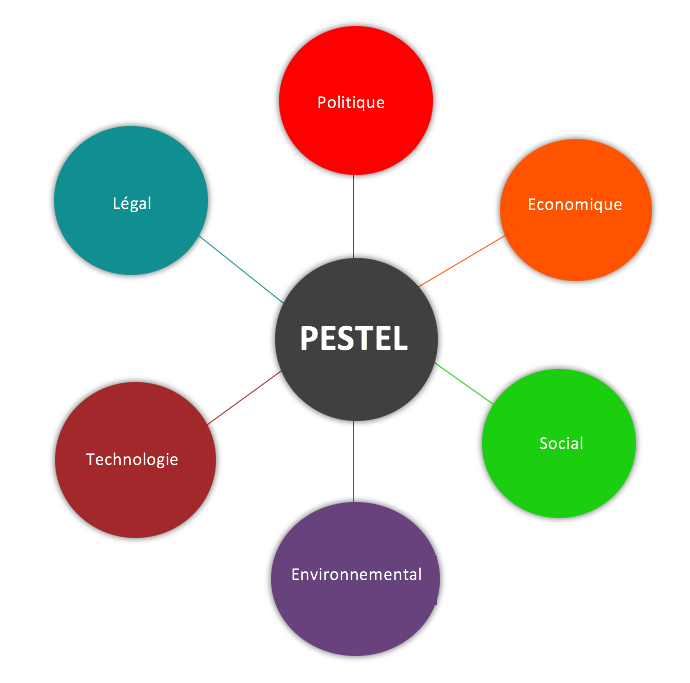 Politique
Economique
Légal
PESTEL
Social
Technologie
Environnemental